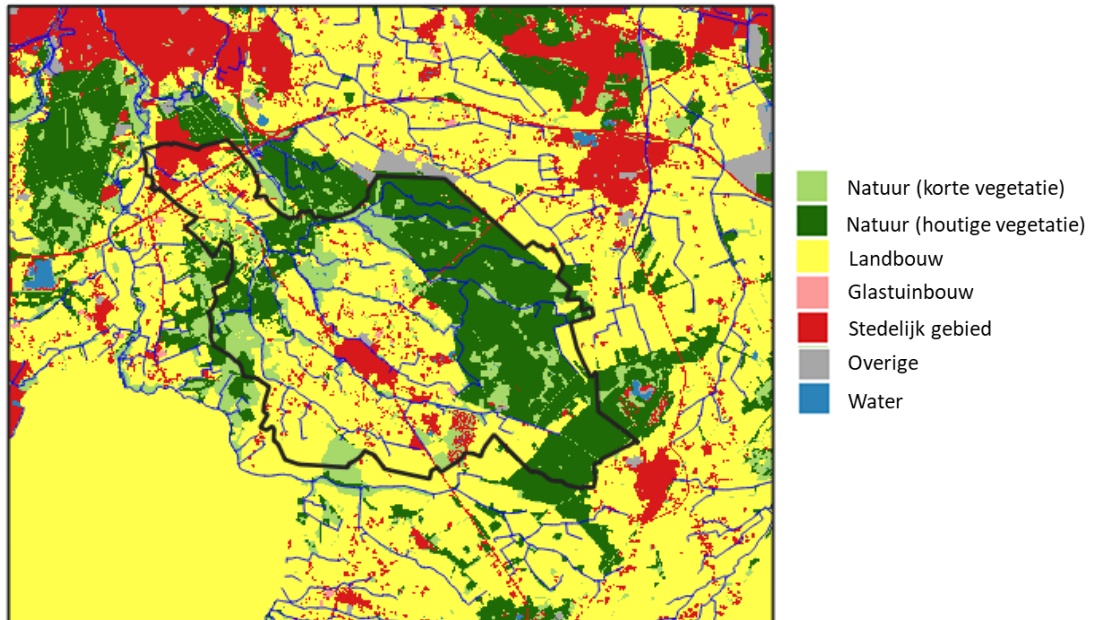 Natuur (korte vegetatie)
Natuur (houtige vegetatie)
Landbouw
Glastuinbouw
Stedelijk gebied
Overige
Water